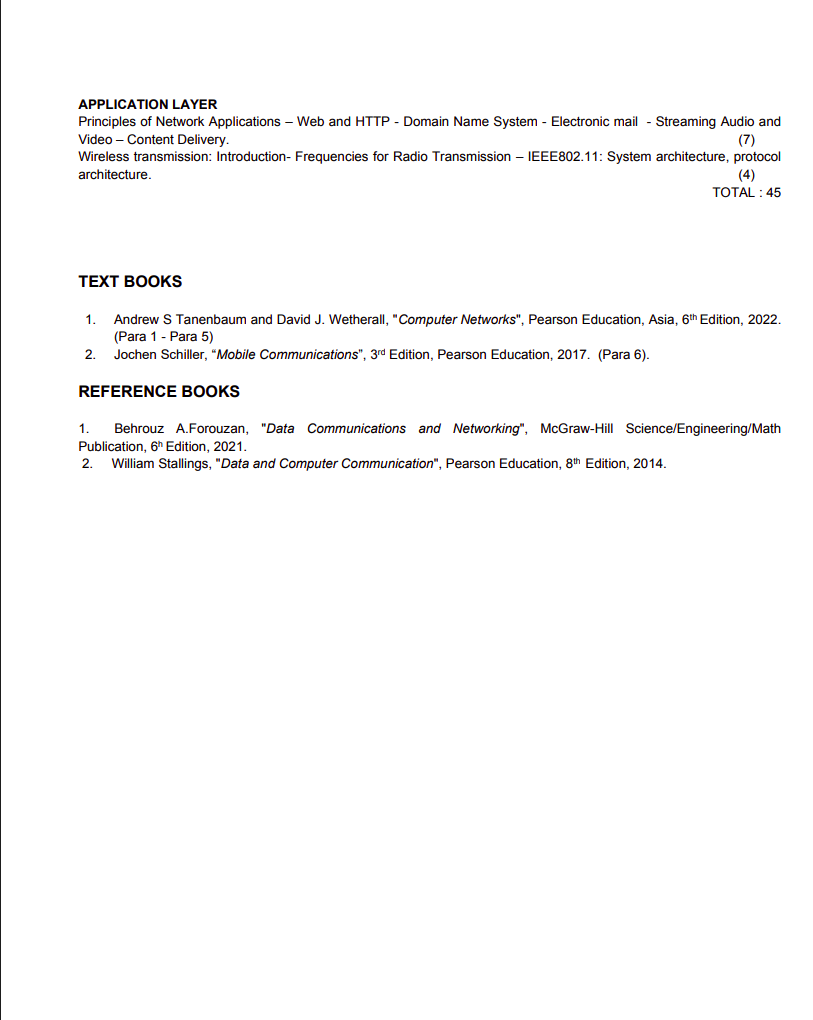 APPLICATION LAYER
Principles of Network Applications – Web and HTTP - Domain Name System - Electronic mail - Streaming Audio and
Video – Content Delivery. (7)
Wireless transmission: Introduction- Frequencies for Radio Transmission – IEEE802.11: System architecture, protocol
architecture. (4)
TOTAL : 45
TEXT BOOKS
1. Andrew S Tanenbaum and David J. Wetherall, "Computer Networks", Pearson Education, Asia, 6th Edition, 2022.
(Para 1 - Para 5)
2. Jochen Schiller, “Mobile Communications”, 3rd Edition, Pearson Education, 2017. (Para 6).
REFERENCE BOOKS
1. Behrouz A.Forouzan, "Data Communications and Networking", McGraw-Hill Science/Engineering/Math
Publication, 6h Edition, 2021.
2. William Stallings, "Data and Computer Communication", Pearson Education, 8th Edition, 2014.